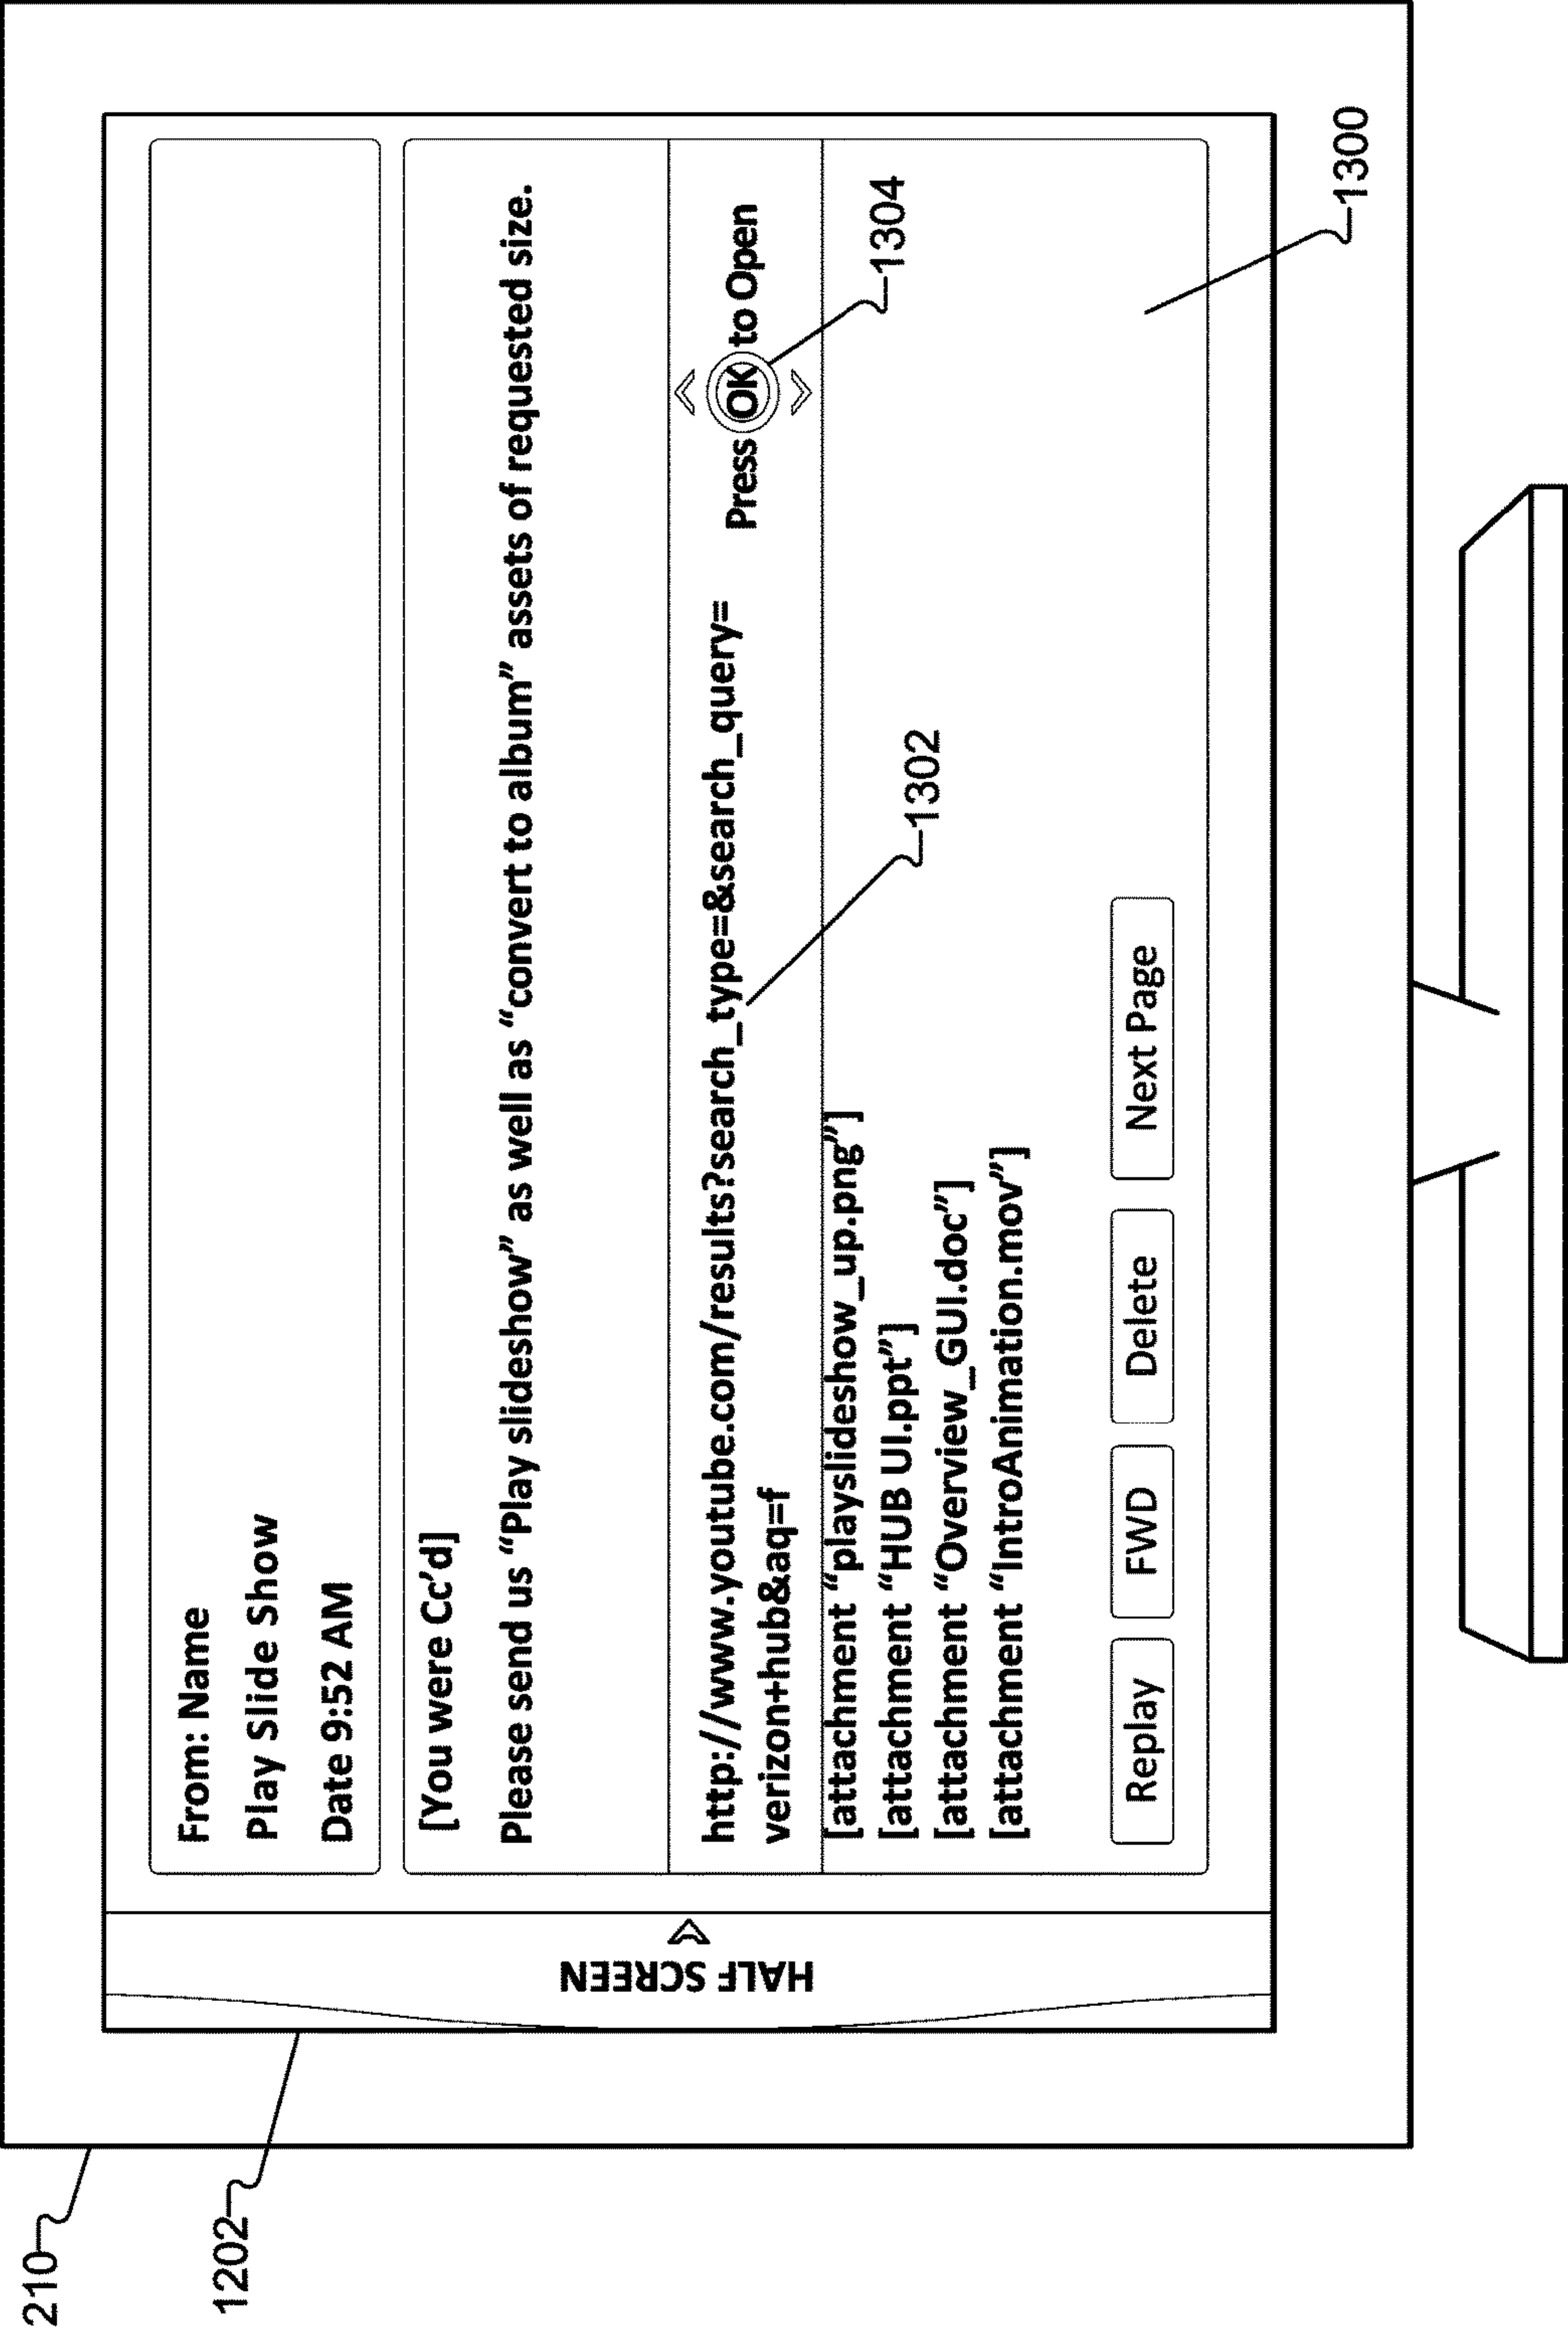 210
1202
HALF SCREEN
From: Name
Play Slide Show
Date 9:52 AM
[You were Cc'd]
Please send us “Play slideshow” as well as “convert to album” assets of requested size.
http://www.youtube.com/results?search_type=&search_query=
verizon+hub&aq=f
Press OK to Open
1304
1302
[attachment “playslideshow_up.png”]
[attachment “HUB UI.ppt”]
[attachment “Overview_GUI.doc”]
[attachment “IntroAnimation.mov”]
Replay
FWD
Delete
Next Page
1300